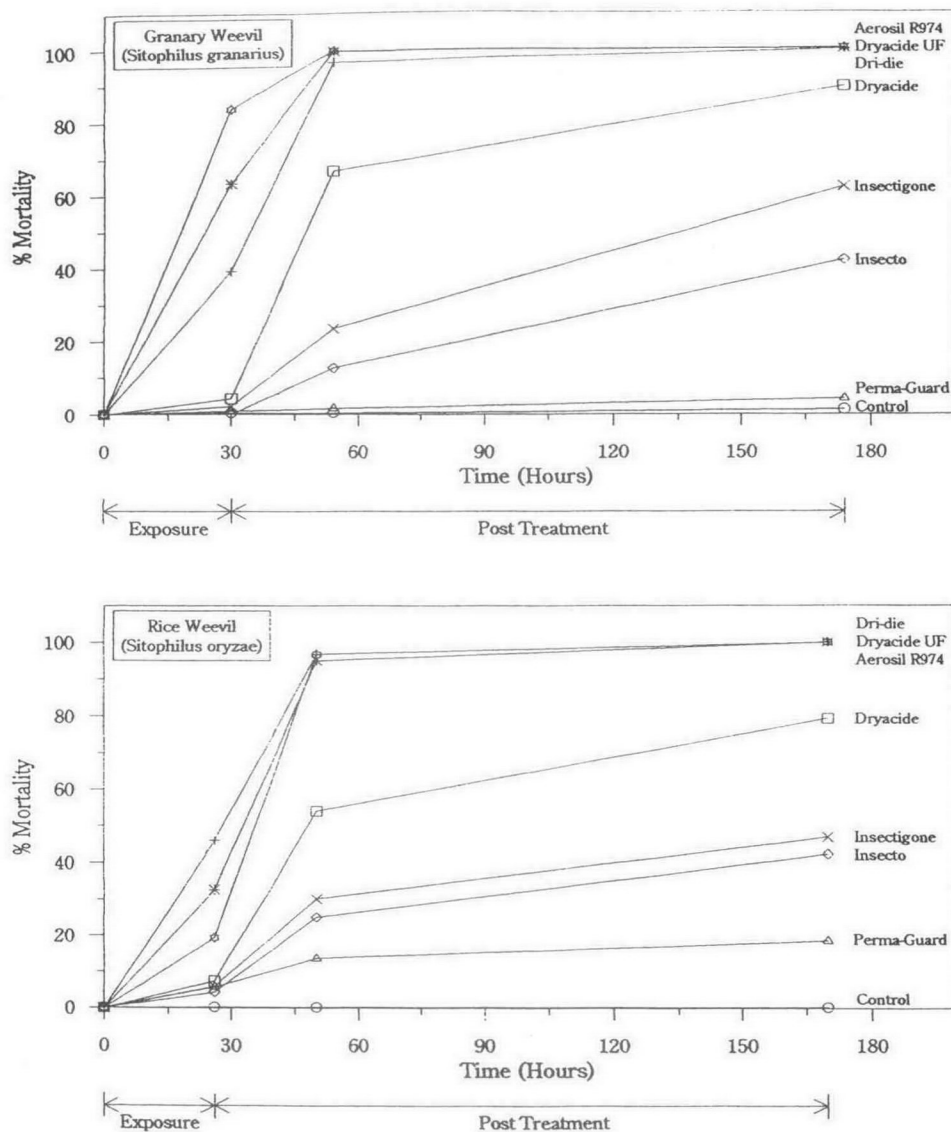 Granary Weevil
(Sitophilus granarius)
% Mortality
100
80
60
40
20
0
Aerosil R974
Dryacide UF
Dri-die
Dryacide
Insectigone
Insecto
Perma-Guard
Control
0 30 60 90 120 150 180
Time (Hours)
Exposure Post Treatment
Rice Weevil
(Sitophilus oryzae)
% Mortality
100
80
60
40
20
0
Dri-die
Dryacide UF
Aerosil R974
Dryacide
Insectigone
Insecto
Perma-Guard
Control
0 30 60 90 120 150 180
Time (Hours)
Exposure Post Treatment